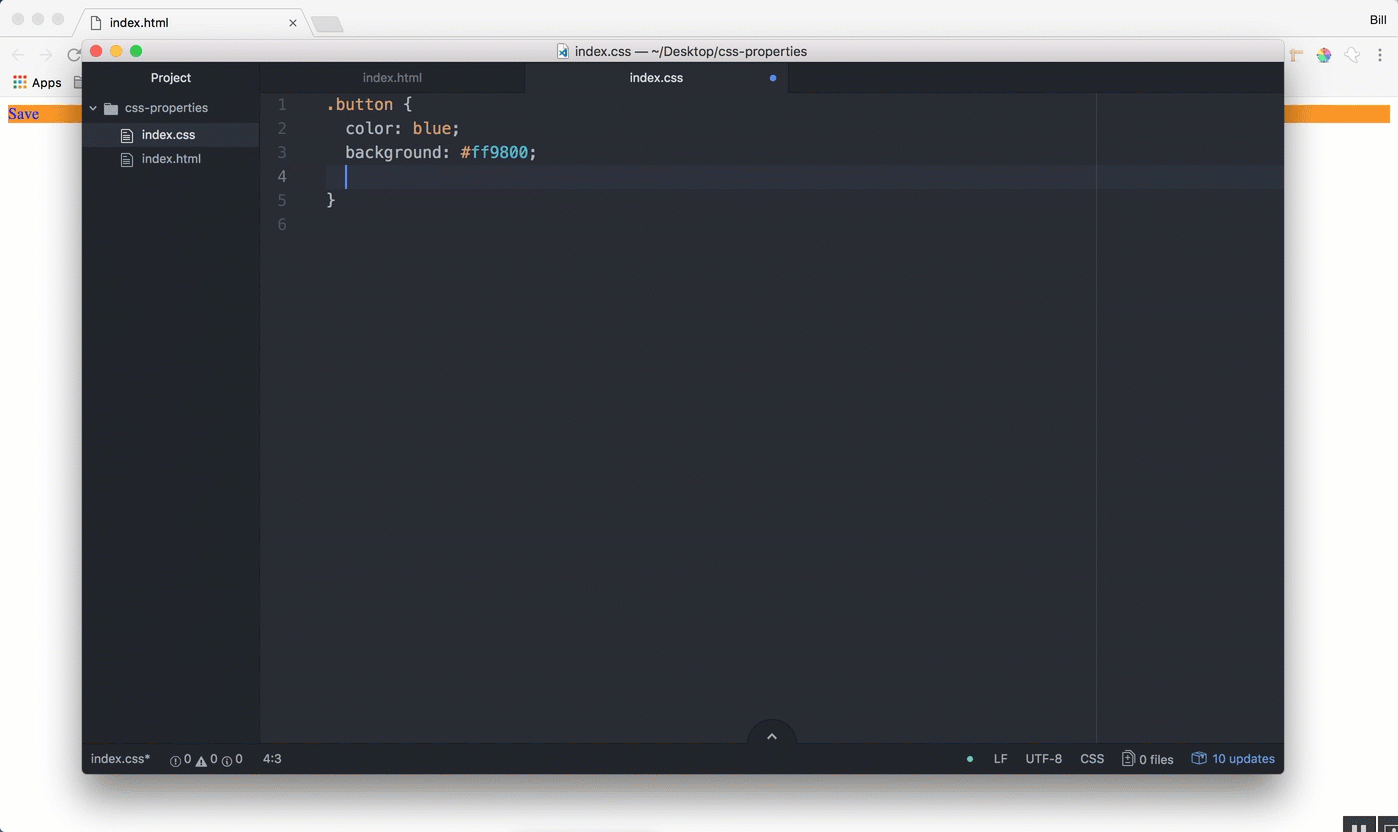 index.html
Bill
Apps
Save
index.css — ~/Desktop/css-properties
Project
index.html
index.css
css-properties
index.css
index.html
1 .button {
2 color: blue;
3 background: #ff9800;
4
5 }
6
index.css* 0 0 0 4:3
LF UTF-8 CSS 0 files 10 updates